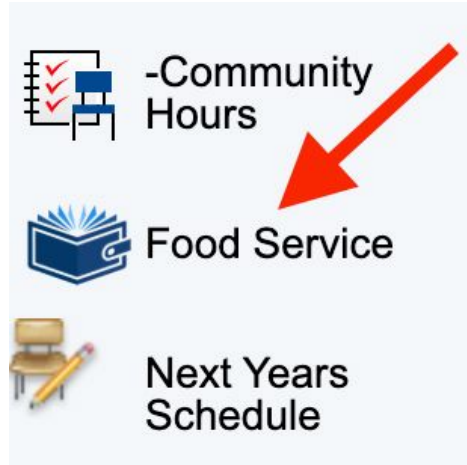 -Community
Hours
Food Service
Next Years
Schedule